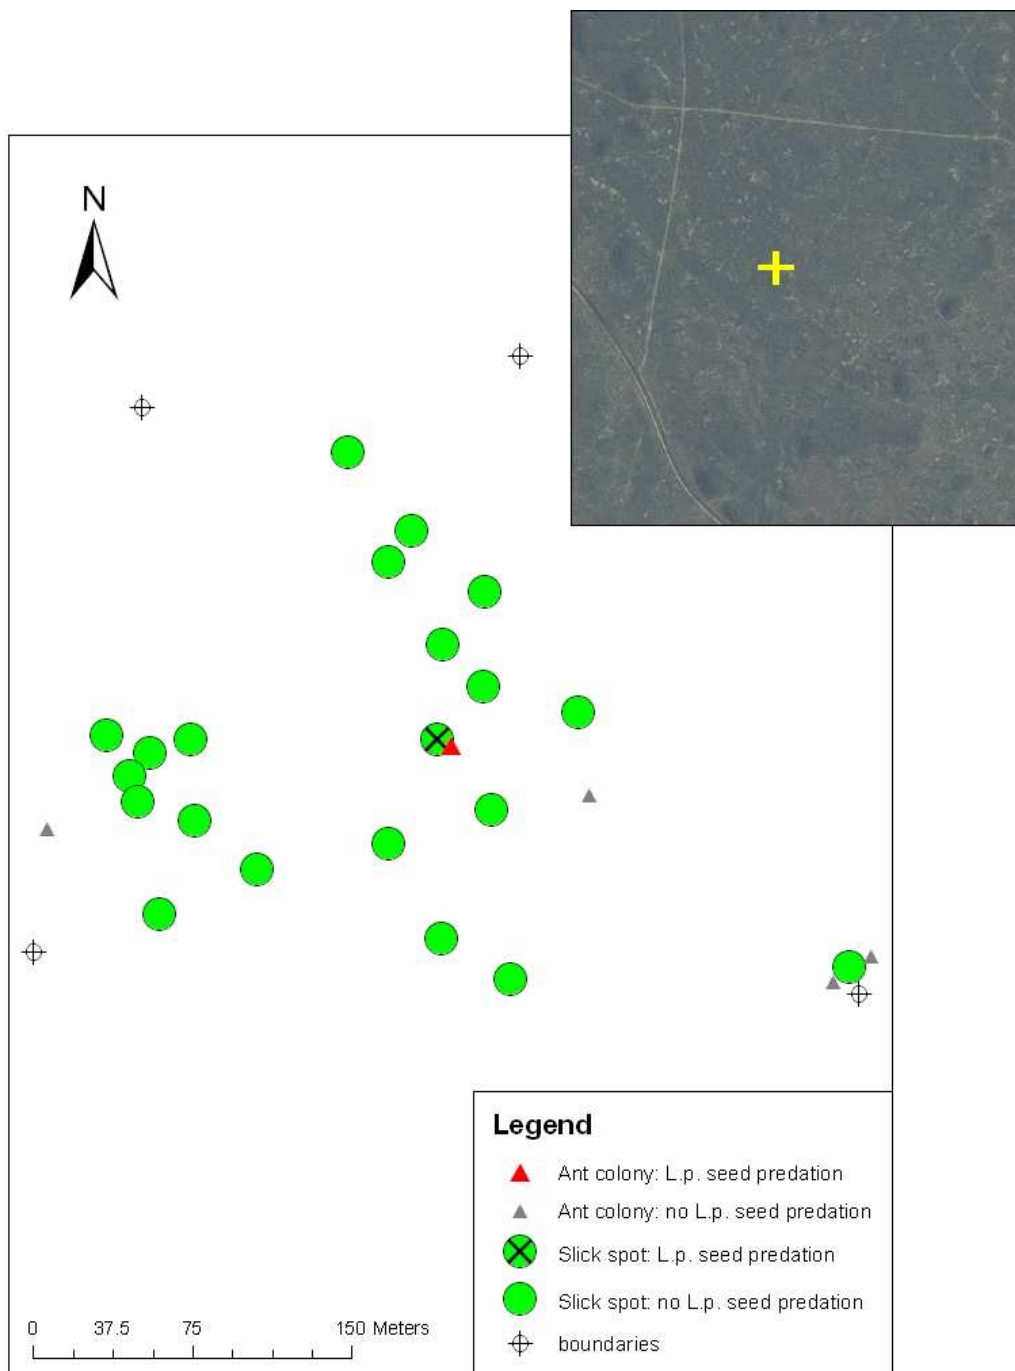 N
Legend
Ant colony: L.p. seed predation
Ant colony: no L.p. seed predation
Slick spot: L.p. seed predation
Slick spot: no L.p. seed predation
boundaries
0 37.5 75 150 Meters